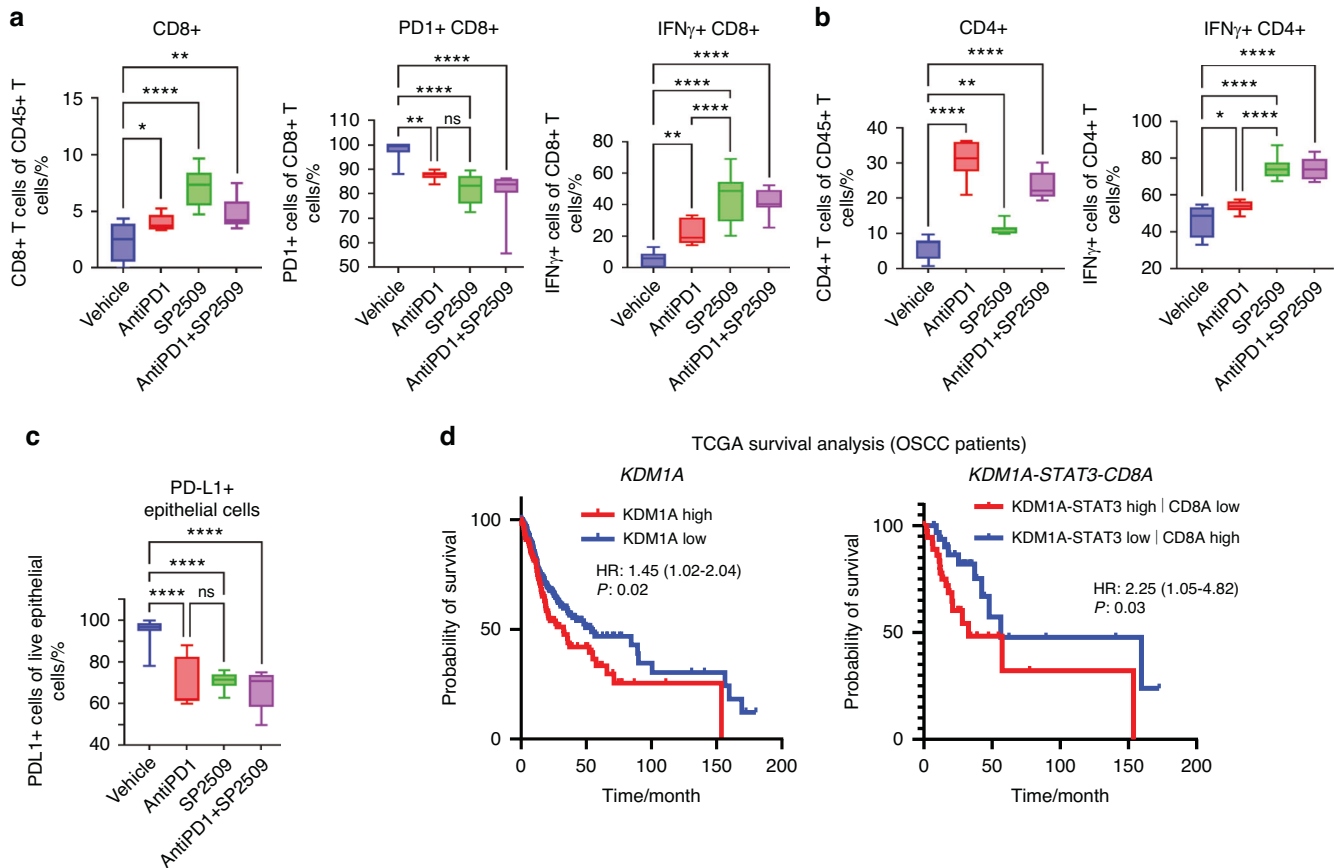 a
CD8+
**
****
*
CD8+ T cells of CD45+ T
cells/%
15
10
5
0
Vehicle
AntiPD1
SP2509
AntiPD1+SP2509
PD1+ CD8+
****
****
**
ns
PD1+ cells of CD8+ T
cells/%
100
90
80
70
60
50
Vehicle
AntiPD1
SP2509
AntiPD1+SP2509
IFNγ+ CD8+
****
****
****
**
IFNγ+ cells of CD8+ T
cells/%
80
60
40
20
0
Vehicle
AntiPD1
SP2509
AntiPD1+SP2509
b
CD4+
****
**
****
CD4+ T cells of CD45+ T
cells/%
40
30
20
10
0
Vehicle
AntiPD1
SP2509
AntiPD1+SP2509
IFNγ+ CD4+
****
****
*
****
IFNγ+ cells of CD4+ T
cells/%
100
80
60
40
20
Vehicle
AntiPD1
SP2509
AntiPD1+SP2509
c
PD-L1+
epithelial cells
****
****
****
ns
PDL1+ cells of live epithelial
cells/%
100
80
60
40
Vehicle
AntiPD1
SP2509
AntiPD1+SP2509
d
TCGA survival analysis (OSCC patients)
KDM1A
KDM1A high
KDM1A low
HR: 1.45 (1.02-2.04)
P: 0.02
Probability of survival
100
50
0
0
50
100
150
200
Time/month
KDM1A-STAT3-CD8A
KDM1A-STAT3 high | CD8A low
KDM1A-STAT3 low | CD8A high
HR: 2.25 (1.05-4.82)
P: 0.03
Probability of survival
100
50
0
0
50
100
150
200
Time/month